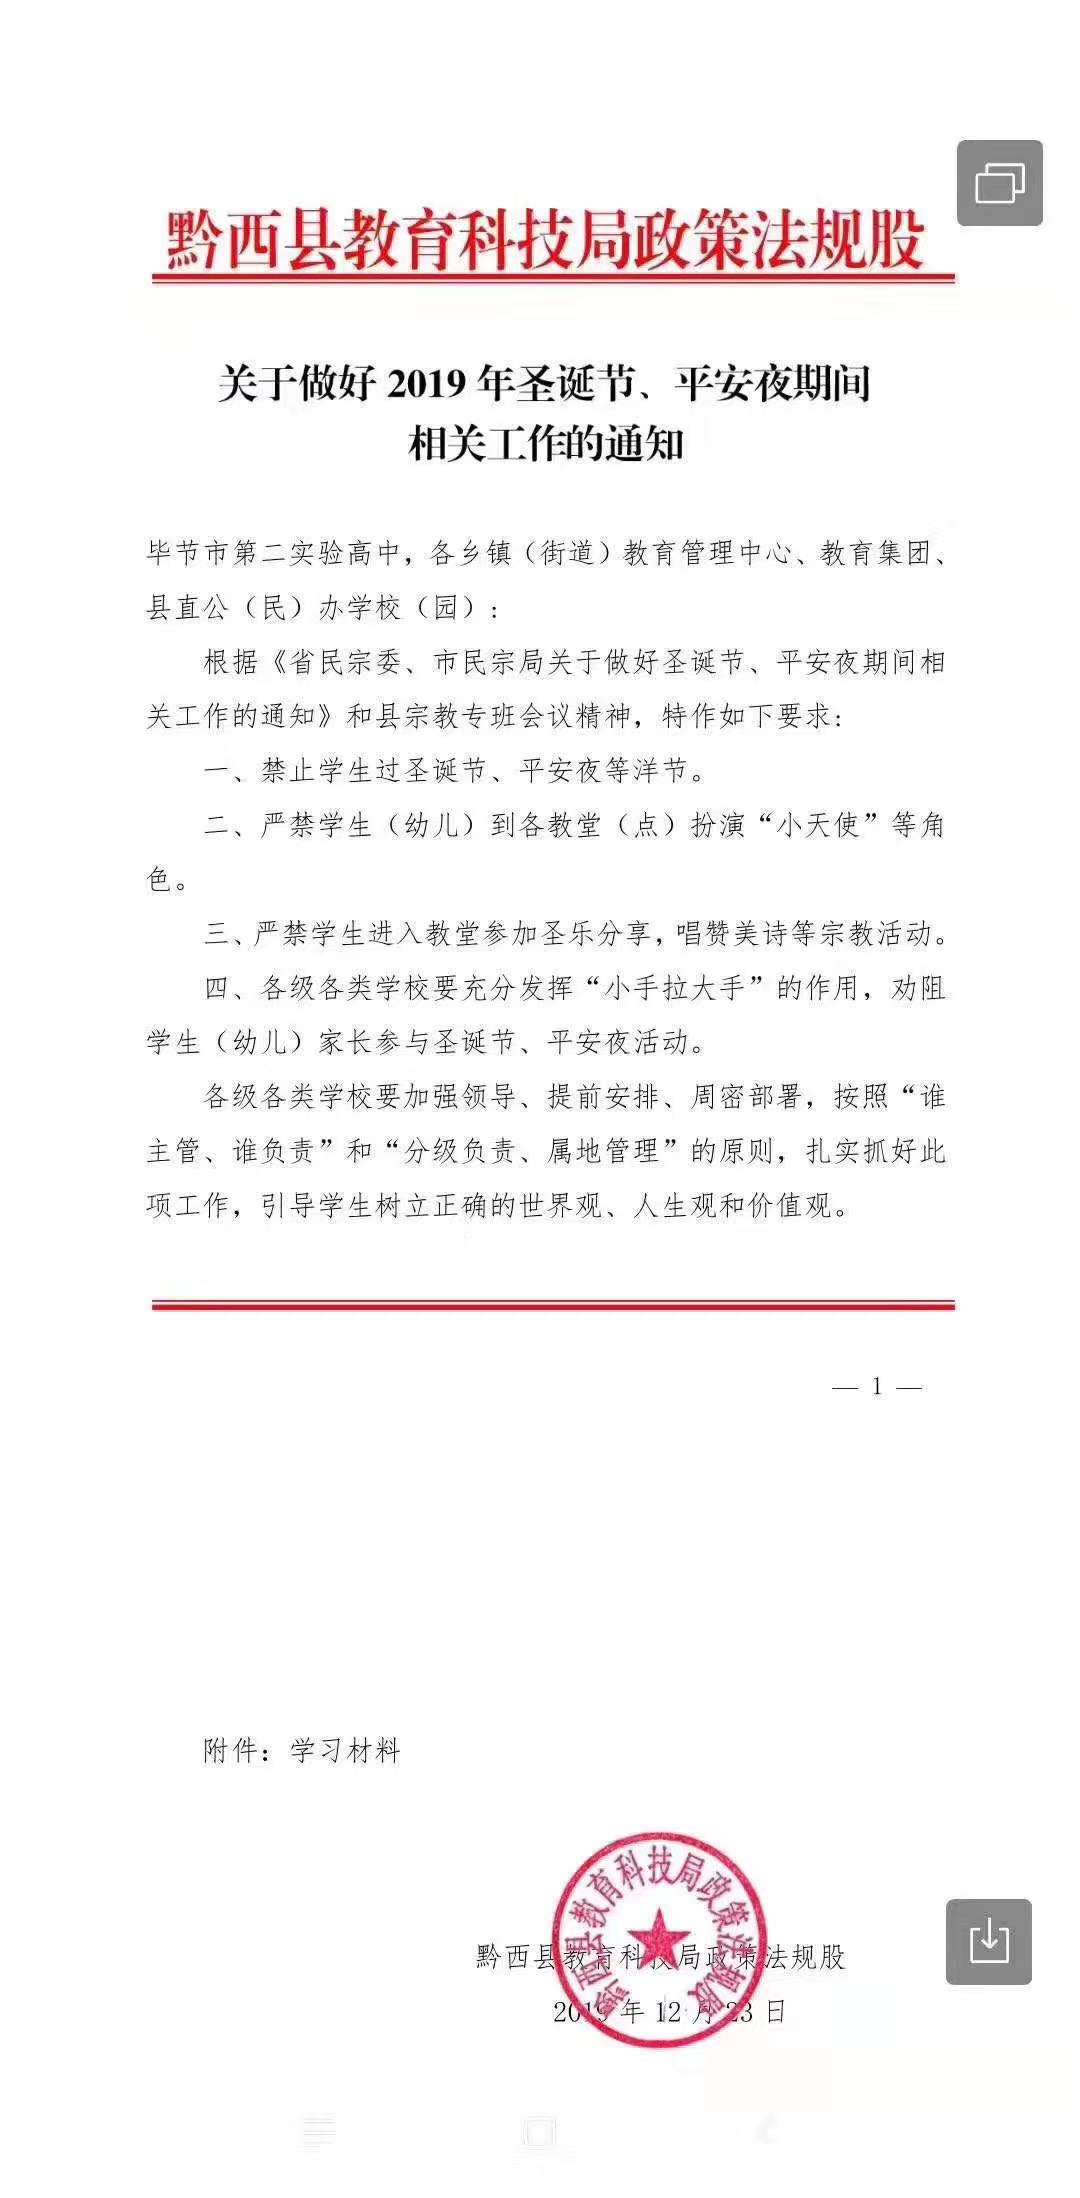 黔西县教育科技局政策法规股
关于做好 2019 年圣诞节、平安夜期间
相关工作的通知
毕节市第二实验高中，各乡镇（街道）教育管理中心、教育集团、
县直公（民）办学校（园）：
根据《省民宗委、市民宗局关于做好圣诞节、平安夜期间相
关工作的通知》和县宗教专班会议精神，特作如下要求：
一、禁止学生过圣诞节、平安夜等洋节。
二、严禁学生（幼儿）到各教堂（点）扮演“小天使”等角
色。
三、严禁学生进入教堂参加圣乐分享，唱赞美诗等宗教活动。
四、各级各类学校要充分发挥“小手拉大手”的作用，劝阻
学生（幼儿）家长参与圣诞节、平安夜活动。
各级各类学校要加强领导、提前安排、周密部署，按照“谁
主管、谁负责”和“分级负责、属地管理”的原则，扎实抓好此
项工作，引导学生树立正确的世界观、人生观和价值观。
— 1 —
附件：学习材料
黔西县教育科技局政策法规股
黔西县教育科技局政策法规股
2019 年 12 月 23 日